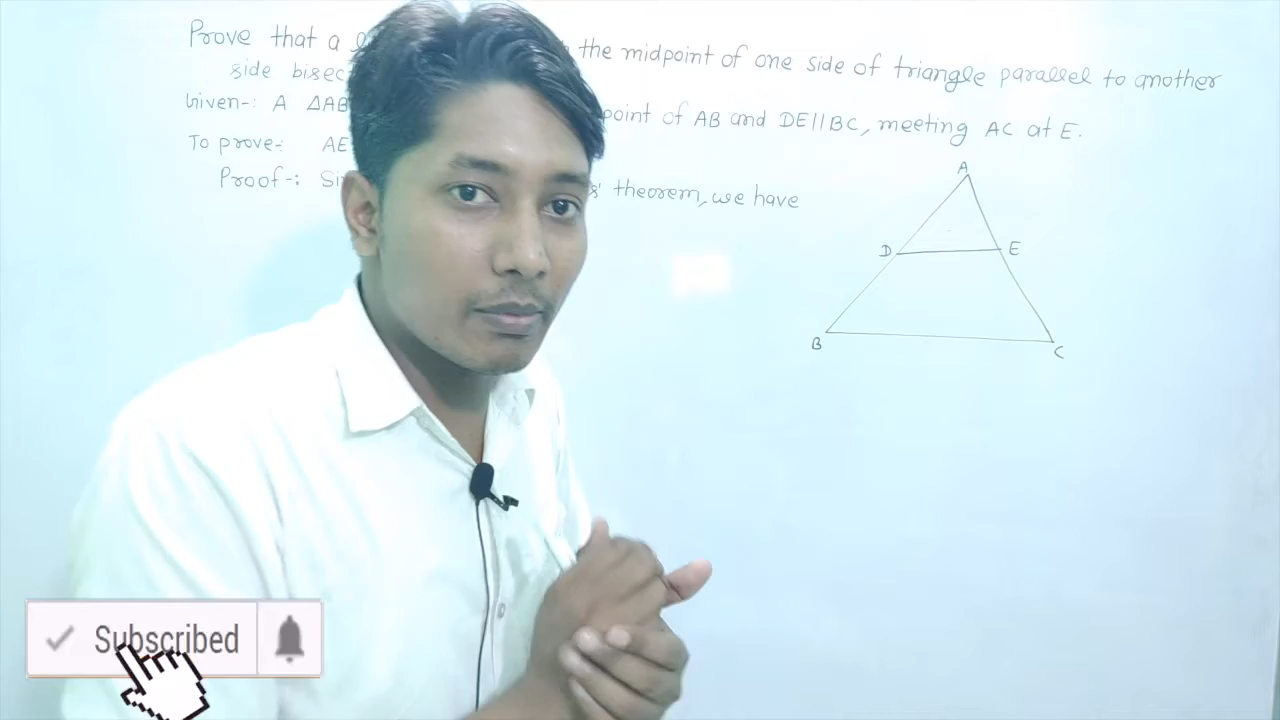 Prove that a the midpoint of one side of triangle parallel to another
side bisec
Given-: A ΔAB point of AB and DE||BC, meeting AC at E.
To prove-: AE
Proof-: Si s' theorem, we have
A
D E
B C
Subscribed